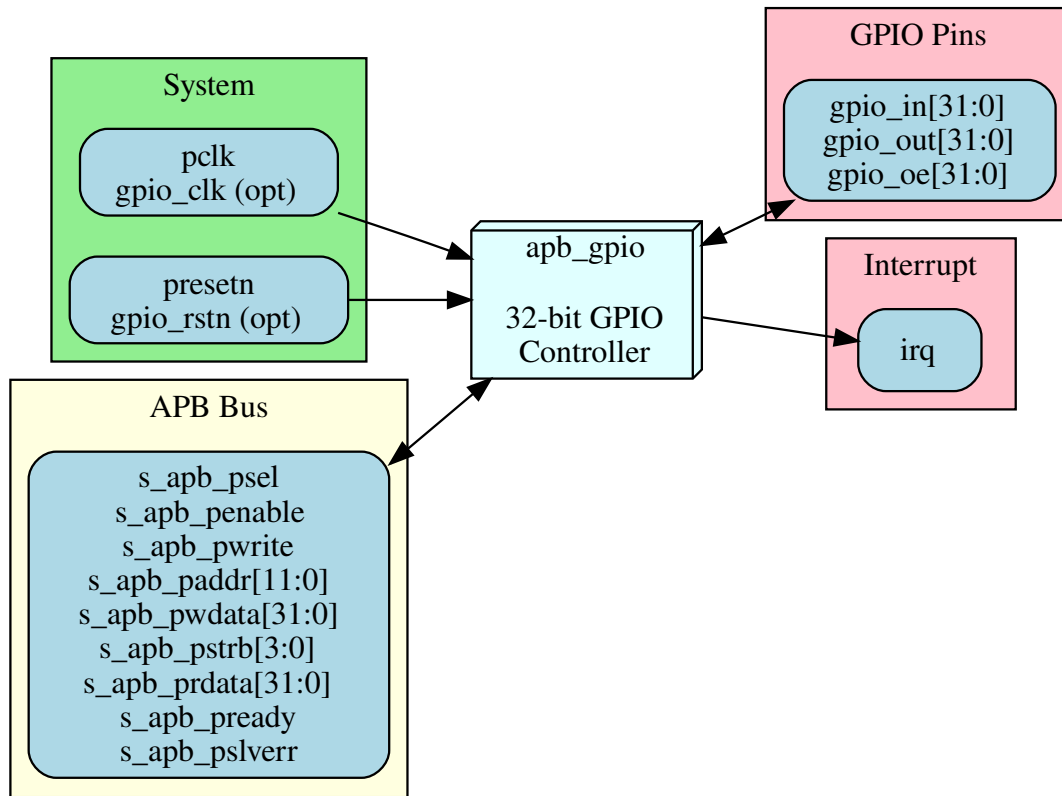 System
pclk
gpio_clk (opt)
presetn
gpio_rstn (opt)
APB Bus
s_apb_psel
s_apb_penable
s_apb_pwrite
s_apb_paddr[11:0]
s_apb_pwdata[31:0]
s_apb_pstrb[3:0]
s_apb_prdata[31:0]
s_apb_pready
s_apb_pslverr
apb_gpio
32-bit GPIO
Controller
GPIO Pins
gpio_in[31:0]
gpio_out[31:0]
gpio_oe[31:0]
Interrupt
irq